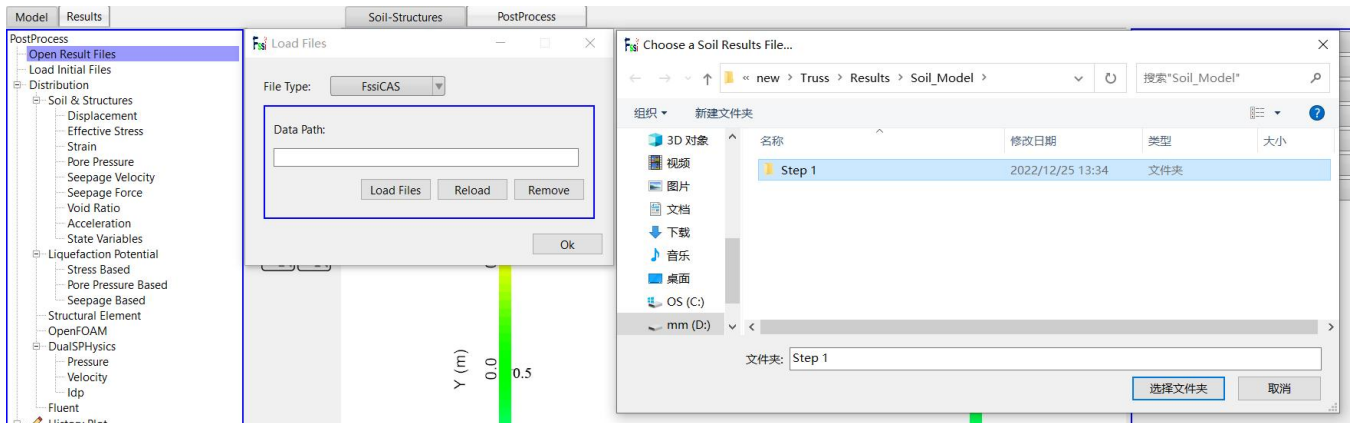 Model
Results
Soil-Structures
PostProcess
PostProcess
Open Result Files
Load Initial Files
Distribution
Soil & Structures
Displacement
Effective Stress
Strain
Pore Pressure
Seepage Velocity
Seepage Force
Void Ratio
Acceleration
State Variables
Liquefaction Potential
Stress Based
Pore Pressure Based
Seepage Based
Structural Element
OpenFOAM
DualSPHysics
Pressure
Velocity
Idp
Fluent
History Plot
Fssi Load Files
File Type:
FssiCAS
Data Path:
Load Files
Reload
Remove
Ok
Y (m)
0.0
0.5
Fssi Choose a Soil Results File...
« new › Truss › Results › Soil_Model ›
搜索"Soil_Model"
组织
新建文件夹
3D 对象
视频
图片
文档
下载
音乐
桌面
OS (C:)
mm (D:)
名称
修改日期
类型
大小
Step 1
2022/12/25 13:34
文件夹
文件夹: Step 1
选择文件夹
取消